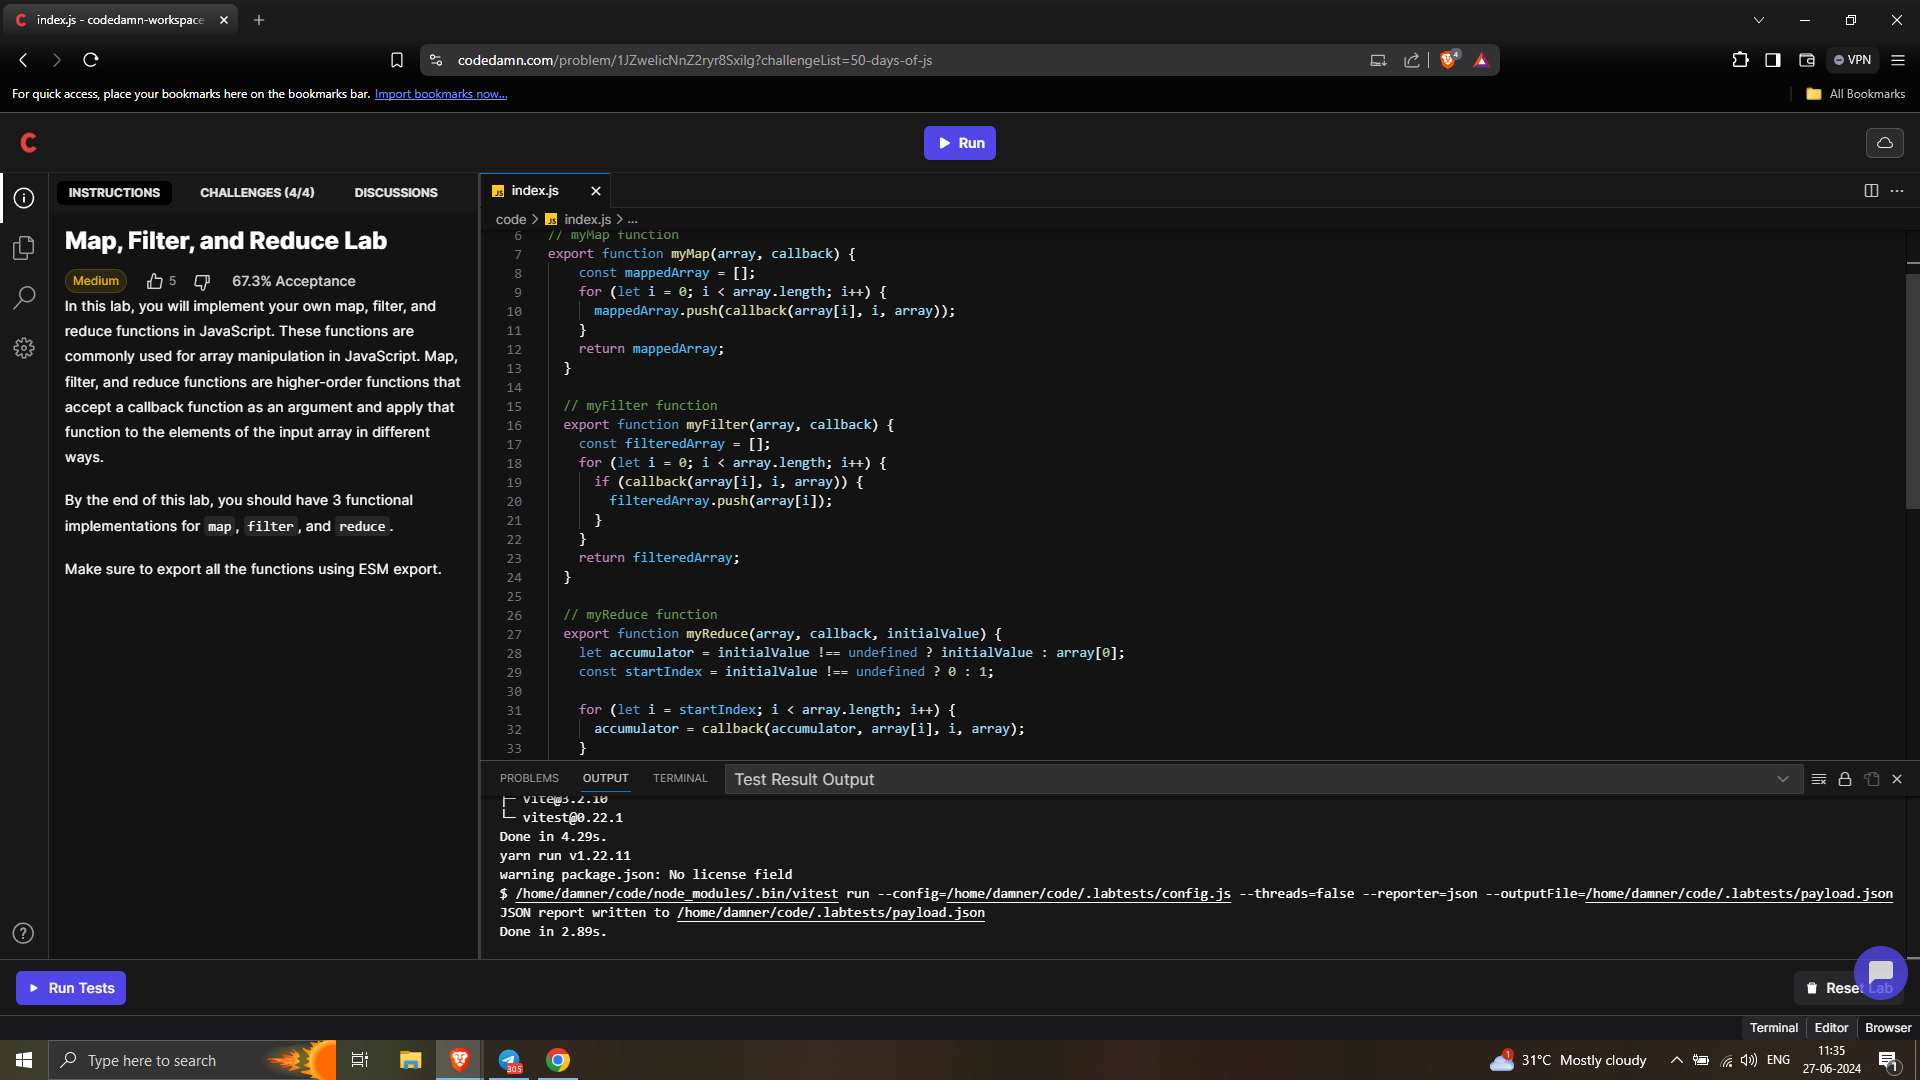 index.js - codedamn-workspace
codedamn.com/problem/1JZwelicNnZ2ryr8Sxilg?challengeList=50-days-of-js
4
VPN
For quick access, place your bookmarks here on the bookmarks bar. Import bookmarks now...
All Bookmarks
Run
INSTRUCTIONS
CHALLENGES (4/4)
DISCUSSIONS
Map, Filter, and Reduce Lab
Medium
5
67.3% Acceptance
In this lab, you will implement your own map, filter, and
reduce functions in JavaScript. These functions are
commonly used for array manipulation in JavaScript. Map,
filter, and reduce functions are higher-order functions that
accept a callback function as an argument and apply that
function to the elements of the input array in different
ways.
By the end of this lab, you should have 3 functional
implementations for map, filter, and reduce.
Make sure to export all the functions using ESM export.
JS index.js
code > JS index.js > ...
6 // myMap function
7 export function myMap(array, callback) {
8 const mappedArray = [];
9 for (let i = 0; i < array.length; i++) {
10 mappedArray.push(callback(array[i], i, array));
11 }
12 return mappedArray;
13 }
14
15 // myFilter function
16 export function myFilter(array, callback) {
17 const filteredArray = [];
18 for (let i = 0; i < array.length; i++) {
19 if (callback(array[i], i, array)) {
20 filteredArray.push(array[i]);
21 }
22 }
23 return filteredArray;
24 }
25
26 // myReduce function
27 export function myReduce(array, callback, initialValue) {
28 let accumulator = initialValue !== undefined ? initialValue : array[0];
29 const startIndex = initialValue !== undefined ? 0 : 1;
30
31 for (let i = startIndex; i < array.length; i++) {
32 accumulator = callback(accumulator, array[i], i, array);
33 }
PROBLEMS
OUTPUT
TERMINAL
Test Result Output
├─ vite@3.2.10
└─ vitest@0.22.1
Done in 4.29s.
yarn run v1.22.11
warning package.json: No license field
$ /home/damner/code/node_modules/.bin/vitest run --config=/home/damner/code/.labtests/config.js --threads=false --reporter=json --outputFile=/home/damner/code/.labtests/payload.json
JSON report written to /home/damner/code/.labtests/payload.json
Done in 2.89s.
Run Tests
Reset Lab
Terminal
Editor
Browser
Type here to search
305
1
31°C Mostly cloudy
ENG
11:35
27-06-2024
1